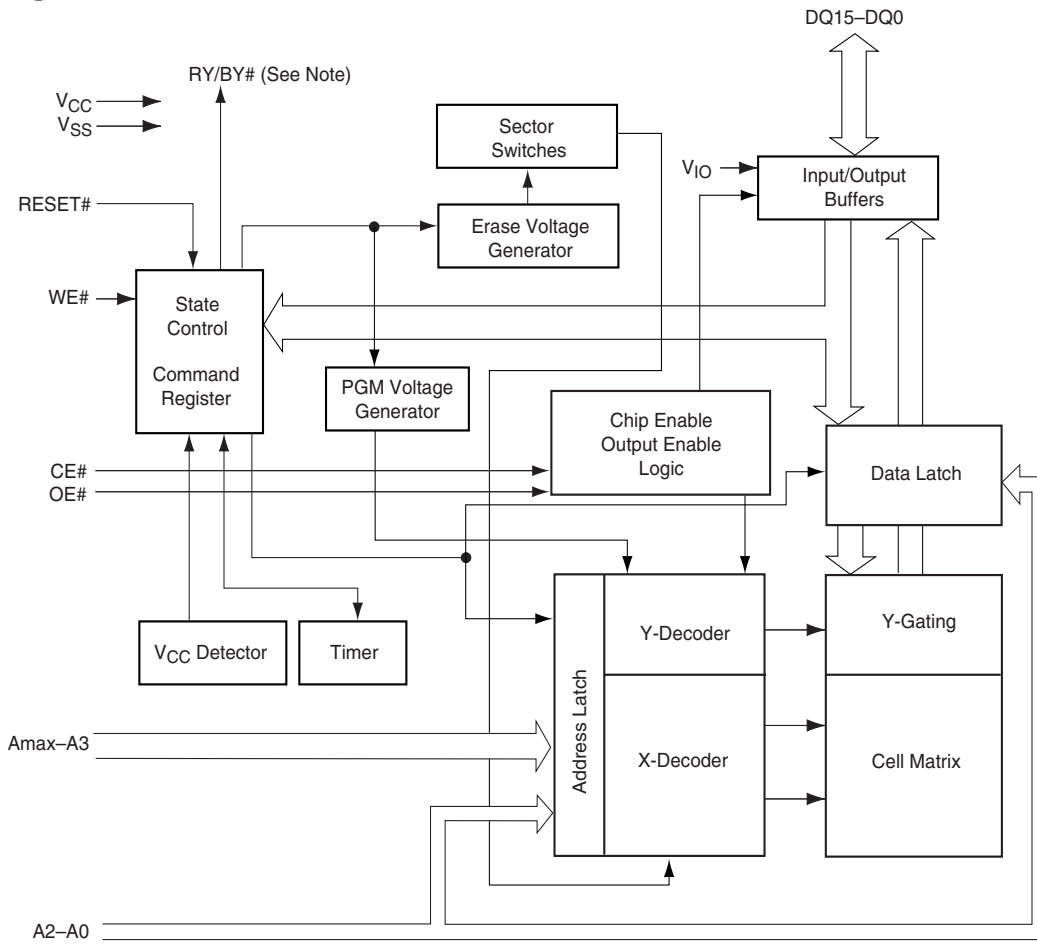 DQ15–DQ0
RY/BY# (See Note)
VCC
VSS
Sector
Switches
VIO
Input/Output
Buffers
RESET#
Erase Voltage
Generator
WE#
State
Control
Command
Register
PGM Voltage
Generator
Chip Enable
Output Enable
Logic
CE#
OE#
Data Latch
Y-Decoder
Y-Gating
VCC Detector
Timer
Address Latch
Amax–A3
X-Decoder
Cell Matrix
A2–A0